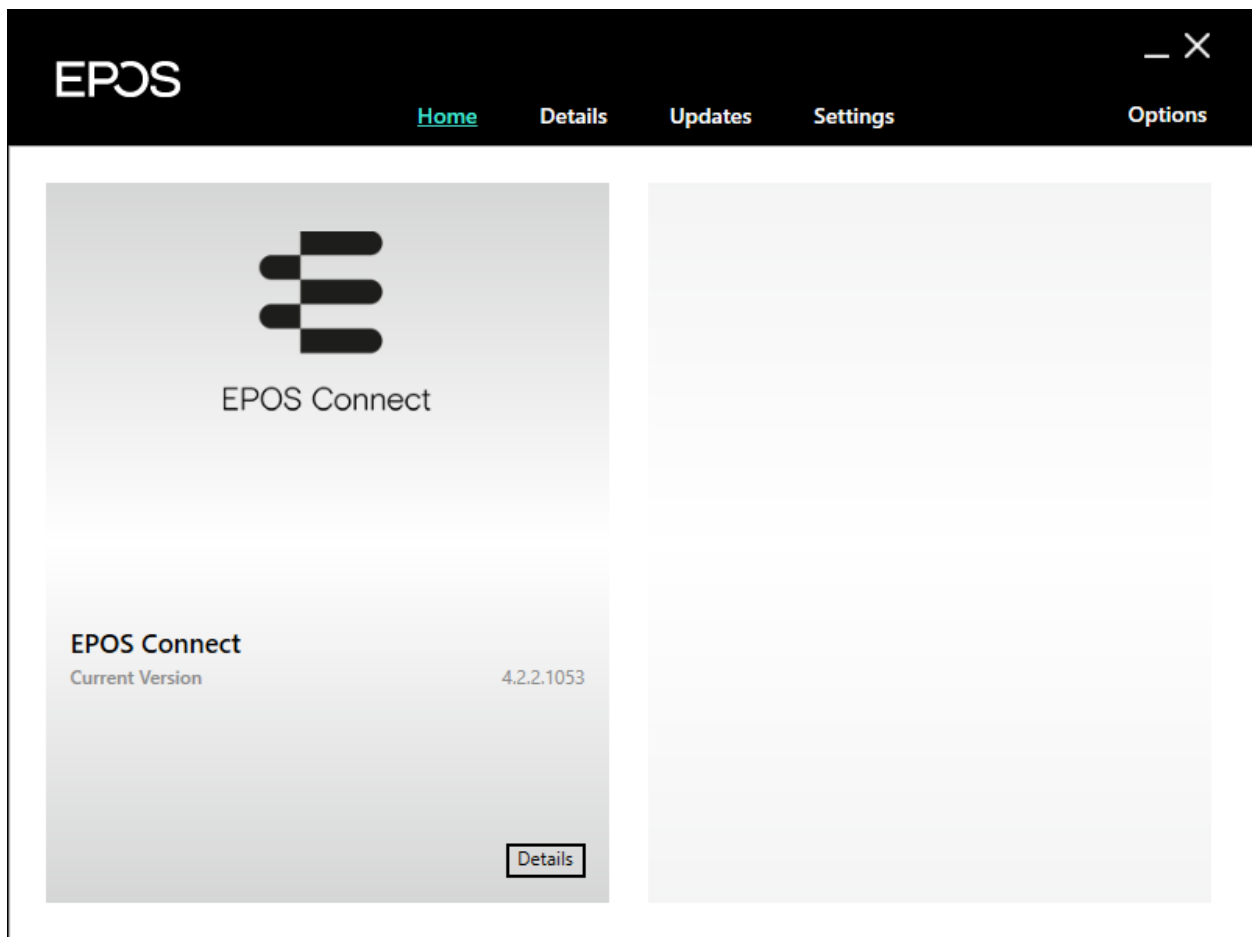 EPOS
Home Details Updates Settings Options
EPOS Connect
EPOS Connect
Current Version 4.2.2.1053
Details